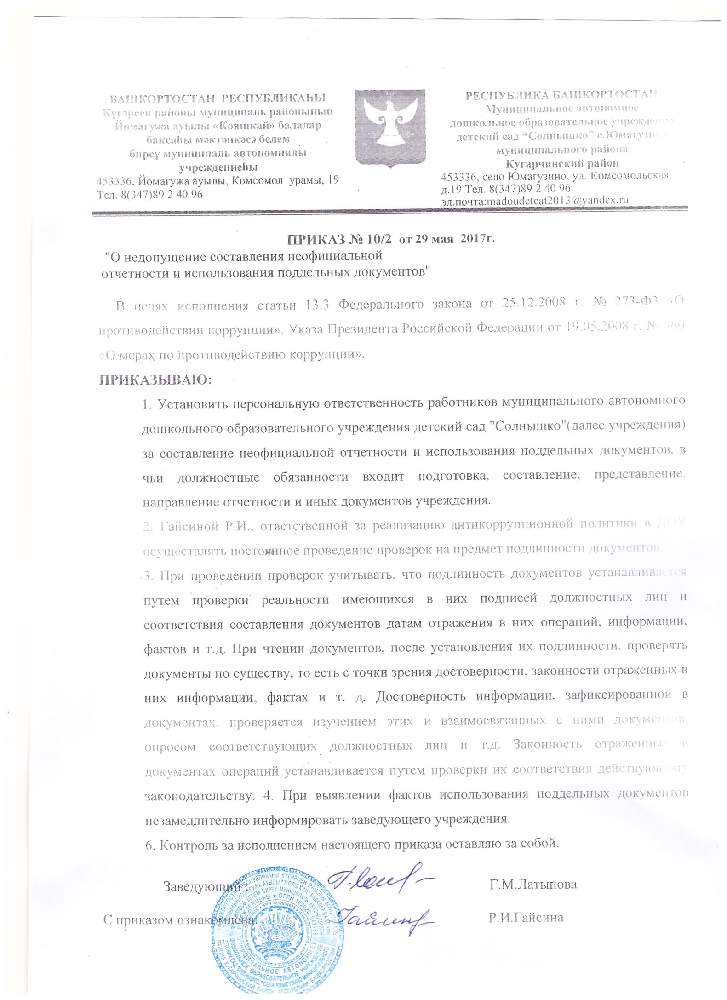 БАШКОРТОСТАН РЕСПУБЛИКАҺЫ
Күгәрсен районы муниципаль районынын
Йомагужа ауылы «Кояшкай» балалар
баксаһы мәктәпкәсә белем
биреү муниципаль автономиялы
учреждениеһы
453336, Йомагужа ауылы, Комсомол урамы, 19
Тел. 8(347)89 2 40 96
РЕСПУБЛИКА БАШКОРТОСТАН
Муниципальное автономное
дошкольное образовательное учреждение
детский сад “Солнышко” с.Юмагузино
муниципального района
Кугарчинский район
453336, село Юмагузино, ул. Комсомольская,
д.19 Тел. 8(347)89 2 40 96
эл.почта:madoudetcat2013@yandex.ru
ПРИКАЗ № 10/2 от 29 мая 2017г.
"О недопущение составления неофициальной
отчетности и использования поддельных документов"
В целях исполнения статьи 13.3 Федерального закона от 25.12.2008 г. № 273-ФЗ «О
противодействии коррупции», Указа Президента Российской Федерации от 19.05.2008 г. №
«О мерах по противодействию коррупции»,
ПРИКАЗЫВАЮ:
1. Установить персональную ответственность работников муниципального автономного
дошкольного образовательного учреждения детский сад "Солнышко"(далее учреждения)
за составление неофициальной отчетности и использования поддельных документов, в
чьи должностные обязанности входит подготовка, составление, представление,
направление отчетности и иных документов учреждения.
2. Гайсиной Р.И., ответственной за реализацию антикоррупционной политики в ДОУ
осуществлять постоянное проведение проверок на предмет подлинности документов.
3. При проведении проверок учитывать, что подлинность документов устанавливается
путем проверки реальности имеющихся в них подписей должностных лиц и
соответствия составления документов датам отражения в них операций, информации,
фактов и т.д. При чтении документов, после установления их подлинности, проверять
документы по существу, то есть с точки зрения достоверности, законности отраженных в
них информации, фактах и т. д. Достоверность информации, зафиксированной в
документах, проверяется изучением этих и взаимосвязанных с ними документов,
опросом соответствующих должностных лиц и т.д. Законность отраженных в
документах операций устанавливается путем проверки их соответствия действующему
законодательству. 4. При выявлении фактов использования поддельных документов
незамедлительно информировать заведующего учреждения.
6. Контроль за исполнением настоящего приказа оставляю за собой.
Заведующий Г.М.Латыпова
С приказом ознакомлена: Р.И.Гайсина
МУНИЦИПАЛЬНОЕ АВТОНОМНОЕ
ДОШКОЛЬНОЕ ОБРАЗОВАТЕЛЬНОЕ УЧРЕЖДЕНИЕ